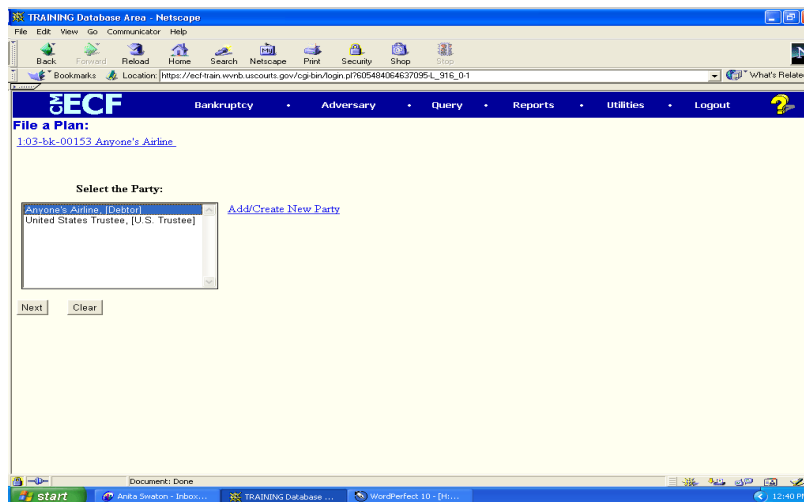 TRAINING Database Area - Netscape
File Edit View Go Communicator Help
Back Forward Reload Home Search Netscape Print Security Shop Stop
Bookmarks Location: https://ecf-train.wvnb.uscourts.gov/cgi-bin/login.pl?605484064637095-L_916_0-1 What's Relate
CM ECF Bankruptcy • Adversary • Query • Reports • Utilities • Logout ?
File a Plan:
1:03-bk-00153 Anyone's Airline
Select the Party:
Anyone's Airline, [Debtor] Add/Create New Party
United States Trustee, [U.S. Trustee]
Next Clear
Document: Done
start Anita Swaton - Inbox... TRAINING Database ... WordPerfect 10 - [H:... 12:40 PM